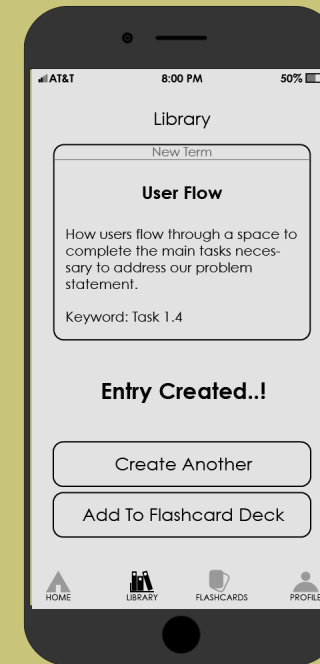 AT&T 8:00 PM 50%
Library
New Term
User Flow
How users flow through a space to
complete the main tasks neces-
sary to address our problem
statement.
Keyword: Task 1.4
Entry Created..!
Create Another
Add To Flashcard Deck
HOME LIBRARY FLASHCARDS PROFILE